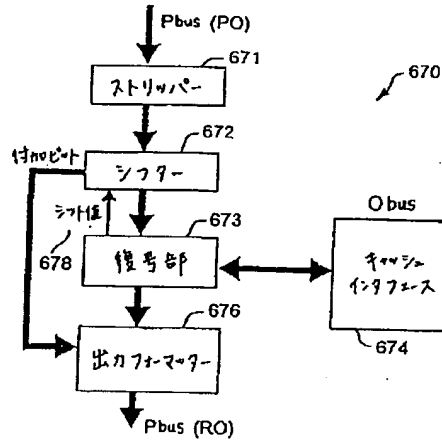 Pbus (PO)
671
ストリッパー
670
672
付加ビット
シフター
シフト値
678
673
復号部
Obus
キャッシュ
インタフェース
674
676
出力フォーマッター
Pbus (RO)